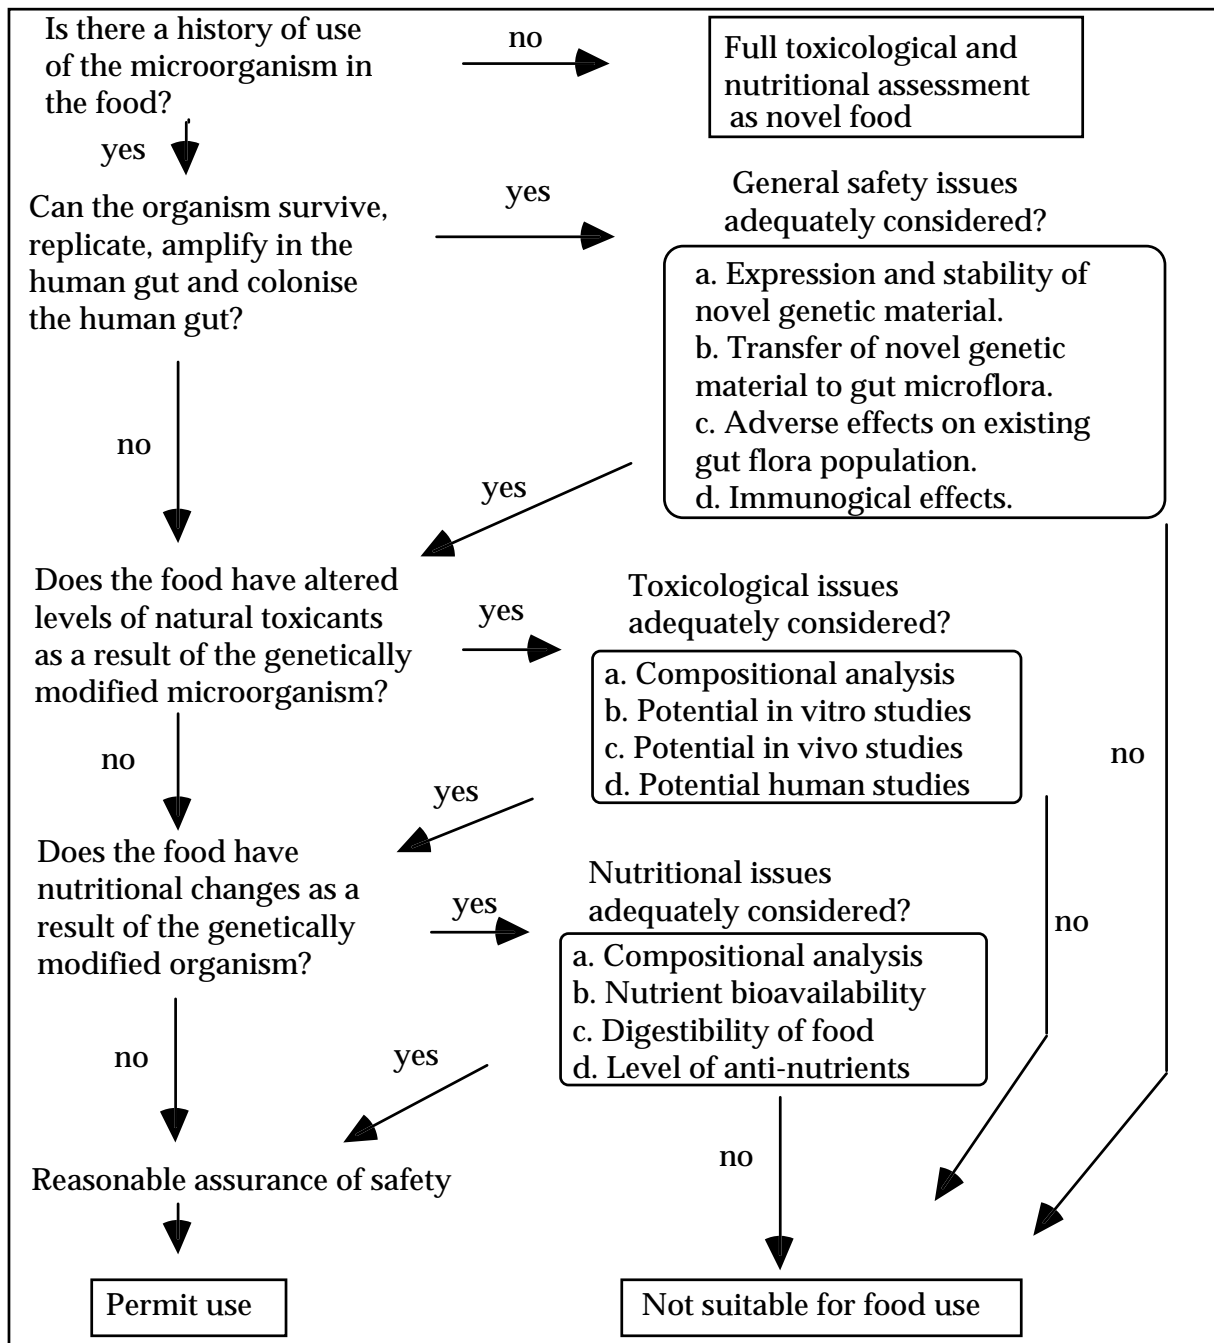 Is there a history of use
of the microorganism in
the food?
no
Full toxicological and
nutritional assessment
as novel food
yes
Can the organism survive,
replicate, amplify in the
human gut and colonise
the human gut?
yes
General safety issues
adequately considered?
a. Expression and stability of
novel genetic material.
b. Transfer of novel genetic
material to gut microflora.
c. Adverse effects on existing
gut flora population.
d. Immunogical effects.
no
yes
Does the food have altered
levels of natural toxicants
as a result of the genetically
modified microorganism?
yes
Toxicological issues
adequately considered?
a. Compositional analysis
b. Potential in vitro studies
c. Potential in vivo studies
d. Potential human studies
no
no
yes
Does the food have
nutritional changes as a
result of the genetically
modified organism?
yes
Nutritional issues
adequately considered?
a. Compositional analysis
b. Nutrient bioavailability
c. Digestibility of food
d. Level of anti-nutrients
no
no
yes
no
Reasonable assurance of safety
Permit use
Not suitable for food use